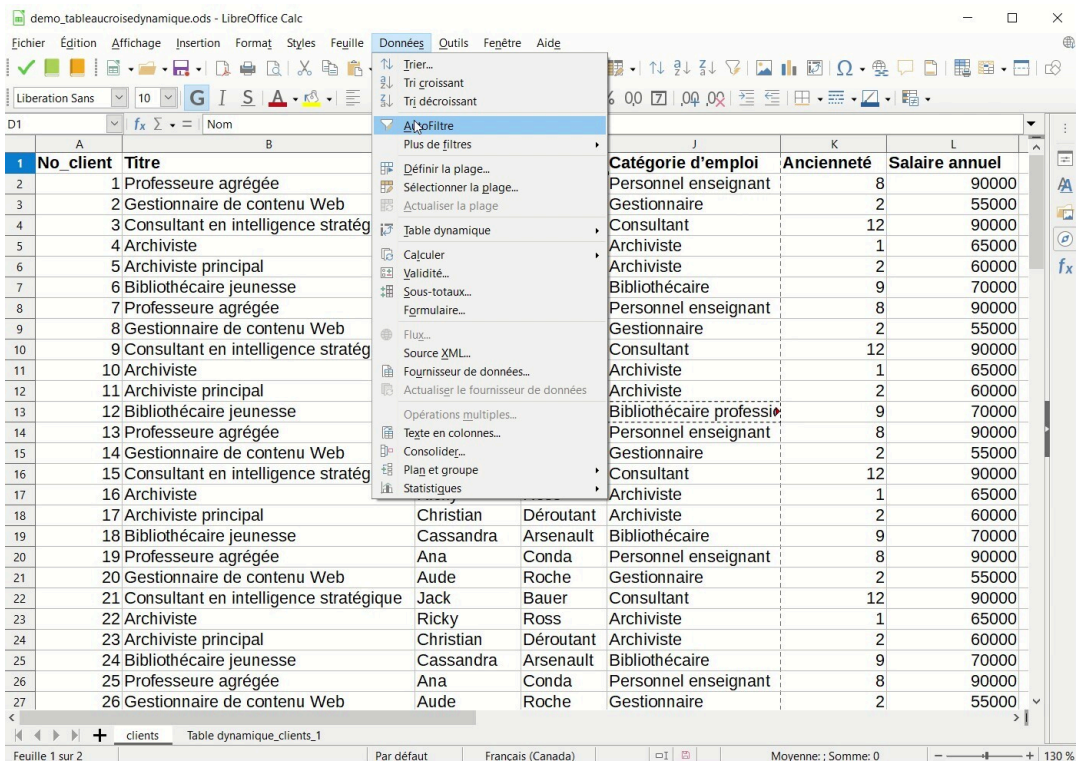 demo_tableaucroisedynamique.ods - LibreOffice Calc
Fichier Édition Affichage Insertion Format Styles Feuille Données Outils Fenêtre Aide
Liberation Sans 10 G I S A
D1 fx Σ = Nom
Trier...
Tri croissant
Tri décroissant
AutoFiltre
Plus de filtres
Définir la plage...
Sélectionner la plage...
Actualiser la plage
Table dynamique
Calculer
Validité...
Sous-totaux...
Formulaire...
Flux...
Source XML...
Fournisseur de données...
Actualiser le fournisseur de données
Opérations multiples...
Texte en colonnes...
Consolider...
Plan et groupe
Statistiques
A B J K L
1 No_client Titre Catégorie d’emploi Ancienneté Salaire annuel
2 1 Professeure agrégée Personnel enseignant 8 90000
3 2 Gestionnaire de contenu Web Gestionnaire 2 55000
4 3 Consultant en intelligence stratég Consultant 12 90000
5 4 Archiviste Archiviste 1 65000
6 5 Archiviste principal Archiviste 2 60000
7 6 Bibliothécaire jeunesse Bibliothécaire 9 70000
8 7 Professeure agrégée Personnel enseignant 8 90000
9 8 Gestionnaire de contenu Web Gestionnaire 2 55000
10 9 Consultant en intelligence stratég Consultant 12 90000
11 10 Archiviste Archiviste 1 65000
12 11 Archiviste principal Archiviste 2 60000
13 12 Bibliothécaire jeunesse Bibliothécaire professi 9 70000
14 13 Professeure agrégée Personnel enseignant 8 90000
15 14 Gestionnaire de contenu Web Gestionnaire 2 55000
16 15 Consultant en intelligence stratég Consultant 12 90000
17 16 Archiviste Archiviste 1 65000
18 17 Archiviste principal Christian Déroutant Archiviste 2 60000
19 18 Bibliothécaire jeunesse Cassandra Arsenault Bibliothécaire 9 70000
20 19 Professeure agrégée Ana Conda Personnel enseignant 8 90000
21 20 Gestionnaire de contenu Web Aude Roche Gestionnaire 2 55000
22 21 Consultant en intelligence stratégique Jack Bauer Consultant 12 90000
23 22 Archiviste Ricky Ross Archiviste 1 65000
24 23 Archiviste principal Christian Déroutant Archiviste 2 60000
25 24 Bibliothécaire jeunesse Cassandra Arsenault Bibliothécaire 9 70000
26 25 Professeure agrégée Ana Conda Personnel enseignant 8 90000
27 26 Gestionnaire de contenu Web Aude Roche Gestionnaire 2 55000
clients Table dynamique_clients_1
Feuille 1 sur 2 Par défaut Français (Canada) Moyenne: ; Somme: 0 130 %